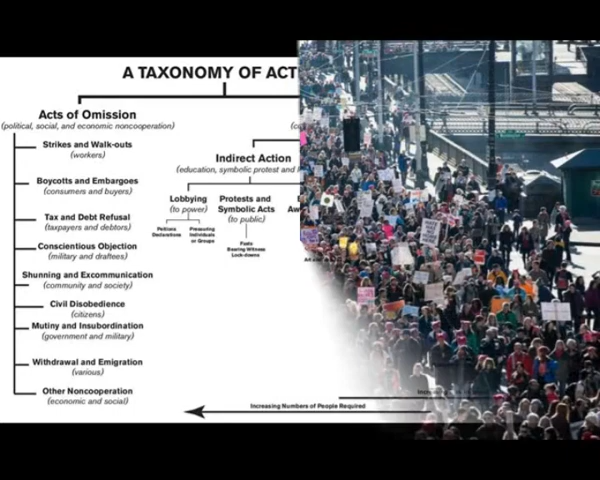 A TAXONOMY OF ACT
Acts of Omission
(political, social, and economic noncooperation)
Strikes and Walk-outs
(workers)
Boycotts and Embargoes
(consumers and buyers)
Tax and Debt Refusal
(taxpayers and debtors)
Conscientious Objection
(military and draftees)
Shunning and Excommunication
(community and society)
Civil Disobedience
(citizens)
Mutiny and Insubordination
(government and military)
Withdrawal and Emigration
(various)
Other Noncooperation
(economic and social)
Indirect Action
(education, symbolic protest and
Lobbying
(to power)
Petitions
Declarations
Pressuring
Individuals
or Groups
Protests and
Symbolic Acts
(to public)
Fasts
Bearing Witness
Lock-downs
Increasing Numbers of People Required